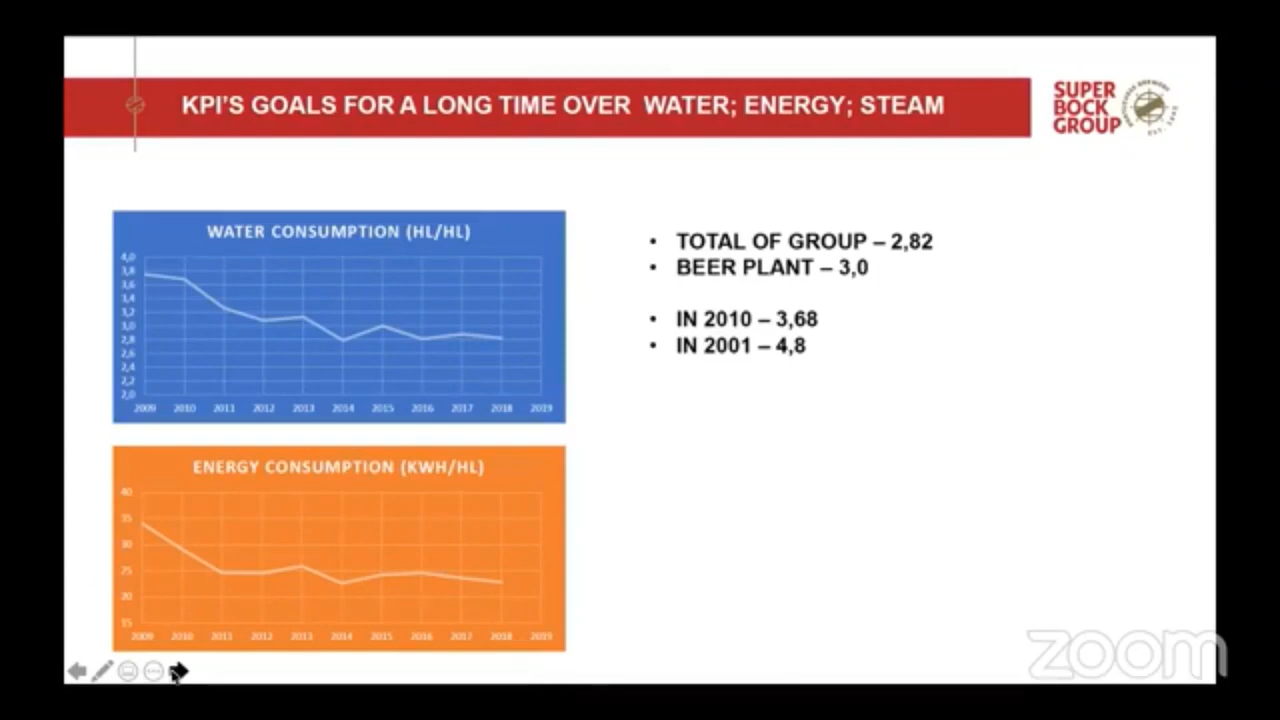 KPI'S GOALS FOR A LONG TIME OVER WATER; ENERGY; STEAM
SUPER
BOCK
GROUP
WATER CONSUMPTION (HL/HL)
4,0
3,8
3,6
3,4
3,2
3,0
2,8
2,6
2,4
2,2
2,0
2009 2010 2011 2012 2013 2014 2015 2016 2017 2018 2019
• TOTAL OF GROUP – 2,82
• BEER PLANT – 3,0
• IN 2010 – 3,68
• IN 2001 – 4,8
ENERGY CONSUMPTION (KWH/HL)
40
35
30
25
20
15
2009 2010 2011 2012 2013 2014 2015 2016 2017 2018 2019
zoom